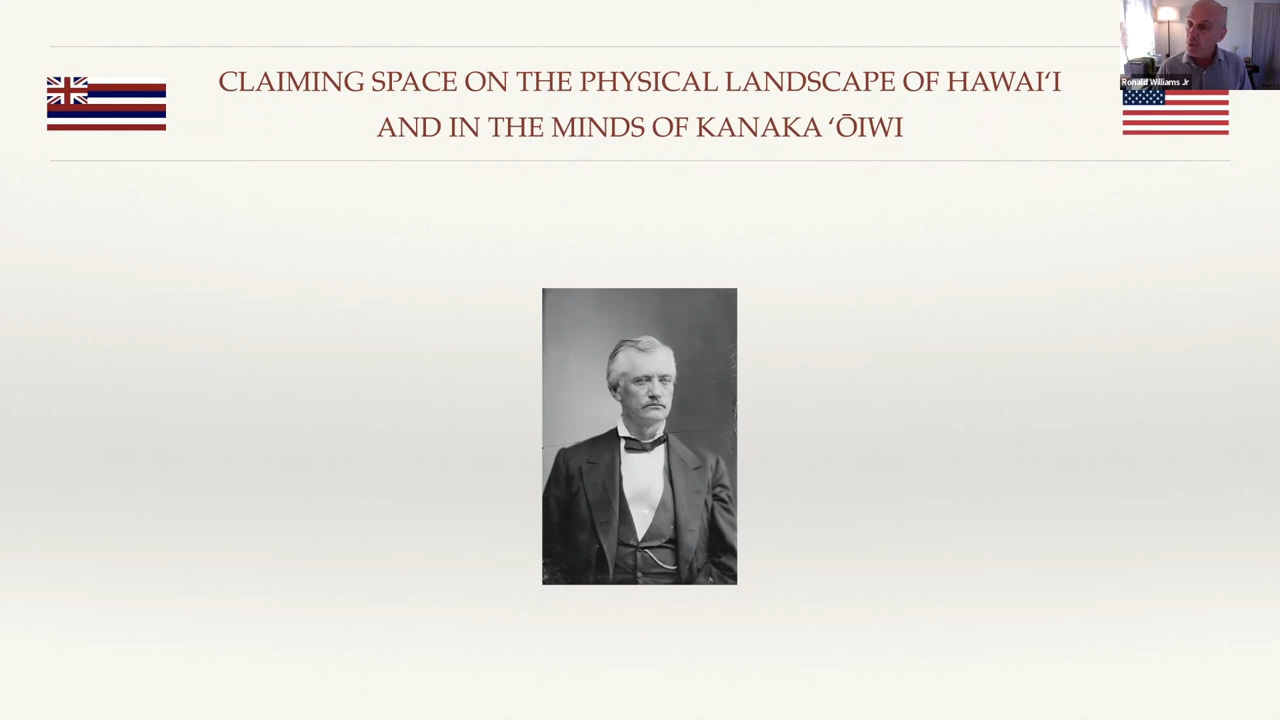 CLAIMING SPACE ON THE PHYSICAL LANDSCAPE OF HAWAIʻI
AND IN THE MINDS OF KANAKA ʻŌIWI
Ronald Williams Jr